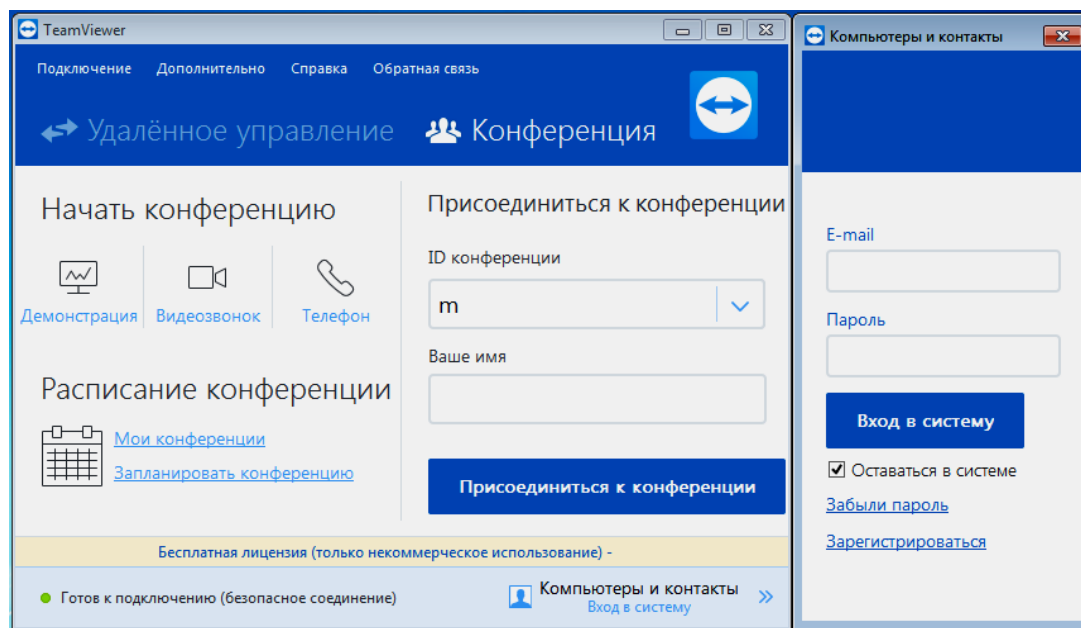 TeamViewer
Подключение Дополнительно Справка Обратная связь
Удалённое управление Конференция
Начать конференцию
Демонстрация Видеозвонок Телефон
Расписание конференции
Мои конференции
Запланировать конференцию
Присоединиться к конференции
ID конференции
m
Ваше имя
Присоединиться к конференции
Бесплатная лицензия (только некоммерческое использование) -
Готов к подключению (безопасное соединение)
Компьютеры и контакты
Вход в систему
Компьютеры и контакты
E-mail
Пароль
Вход в систему
Оставаться в системе
Забыли пароль
Зарегистрироваться